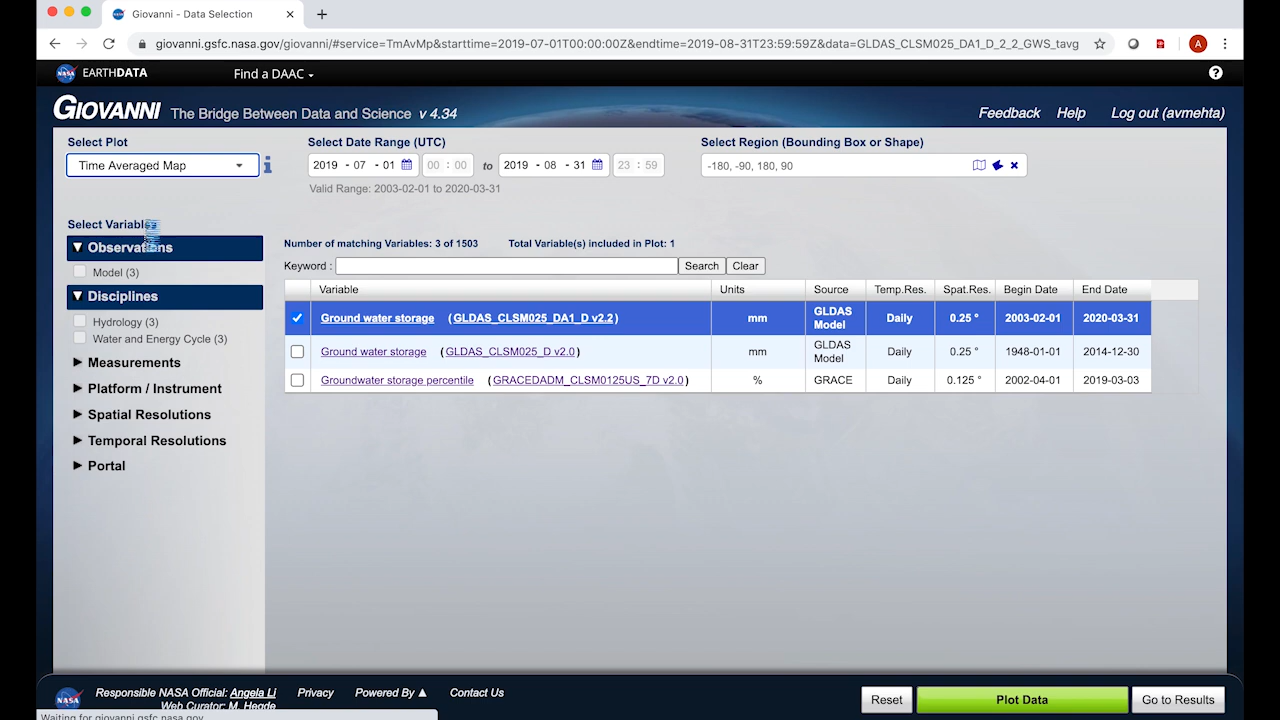 Giovanni - Data Selection
giovanni.gsfc.nasa.gov/giovanni/#service=TmAvMp&starttime=2019-07-01T00:00:00Z&endtime=2019-08-31T23:59:59Z&data=GLDAS_CLSM025_DA1_D_2_2_GWS_tavg
A
NASA EARTHDATA Find a DAAC
GIOVANNI The Bridge Between Data and Science v 4.34 Feedback Help Log out (avmehta)
Select Plot Select Date Range (UTC) Select Region (Bounding Box or Shape)
Time Averaged Map 2019 - 07 - 01 00 : 00 to 2019 - 08 - 31 23 : 59 -180, -90, 180, 90
Valid Range: 2003-02-01 to 2020-03-31
Select Variables
Number of matching Variables: 3 of 1503 Total Variable(s) included in Plot: 1
Observations
Keyword : Search Clear
Model (3)
Variable Units Source Temp.Res. Spat.Res. Begin Date End Date
Disciplines
Ground water storage (GLDAS_CLSM025_DA1_D v2.2) mm GLDAS Model Daily 0.25 ° 2003-02-01 2020-03-31
Hydrology (3)
Water and Energy Cycle (3)
Ground water storage (GLDAS_CLSM025_D v2.0) mm GLDAS Model Daily 0.25 ° 1948-01-01 2014-12-30
Measurements
Groundwater storage percentile (GRACEDADM_CLSM0125US_7D v2.0) % GRACE Daily 0.125 ° 2002-04-01 2019-03-03
Platform / Instrument
Spatial Resolutions
Temporal Resolutions
Portal
NASA Responsible NASA Official: Angela Li Privacy Powered By Contact Us Reset Plot Data Go to Results
Web Curator: M. Hegde
Waiting for giovanni.gsfc.nasa.gov